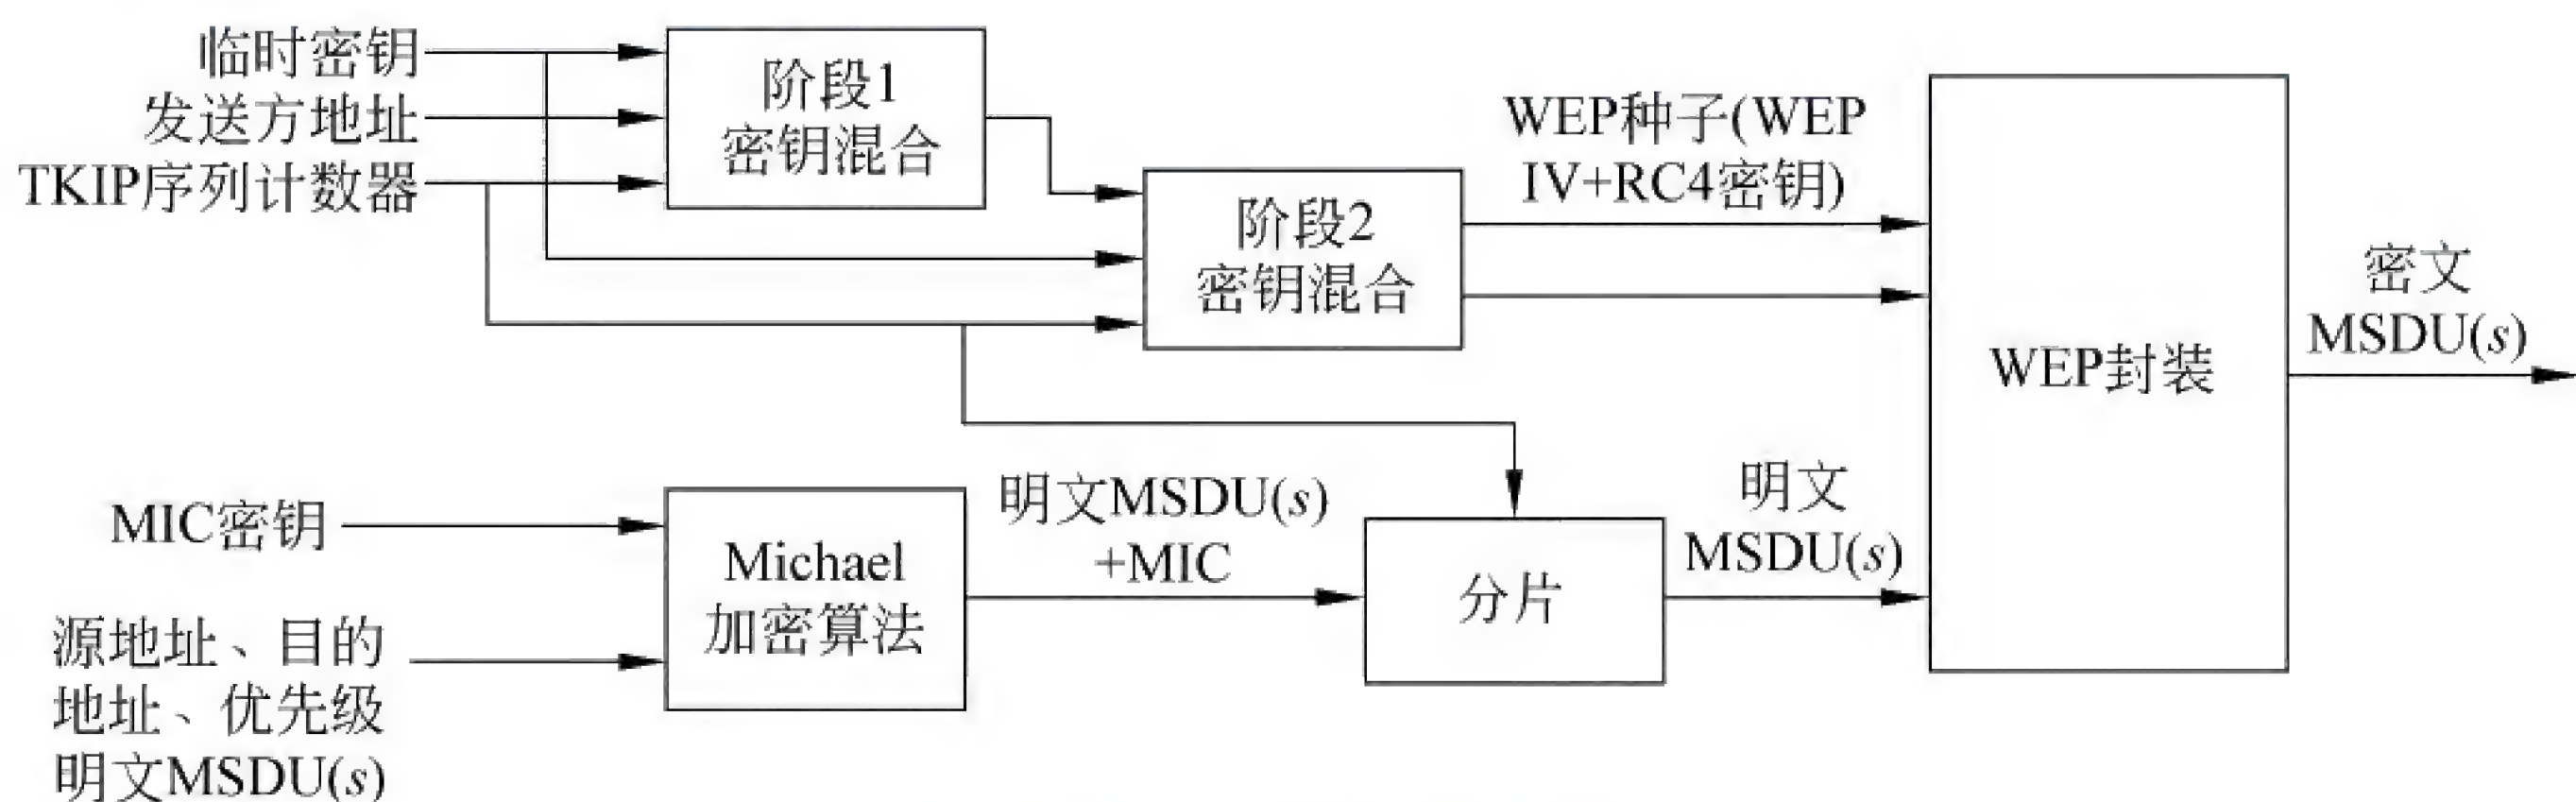 临时密钥
发送方地址
TKIP序列计数器
阶段1
密钥混合
阶段2
密钥混合
WEP种子(WEP
IV+RC4密钥)
WEP封装
密文
MSDU(s)
MIC密钥
源地址、目的
地址、优先级
明文MSDU(s)
Michael
加密算法
明文MSDU(s)
+MIC
分片
明文
MSDU(s)